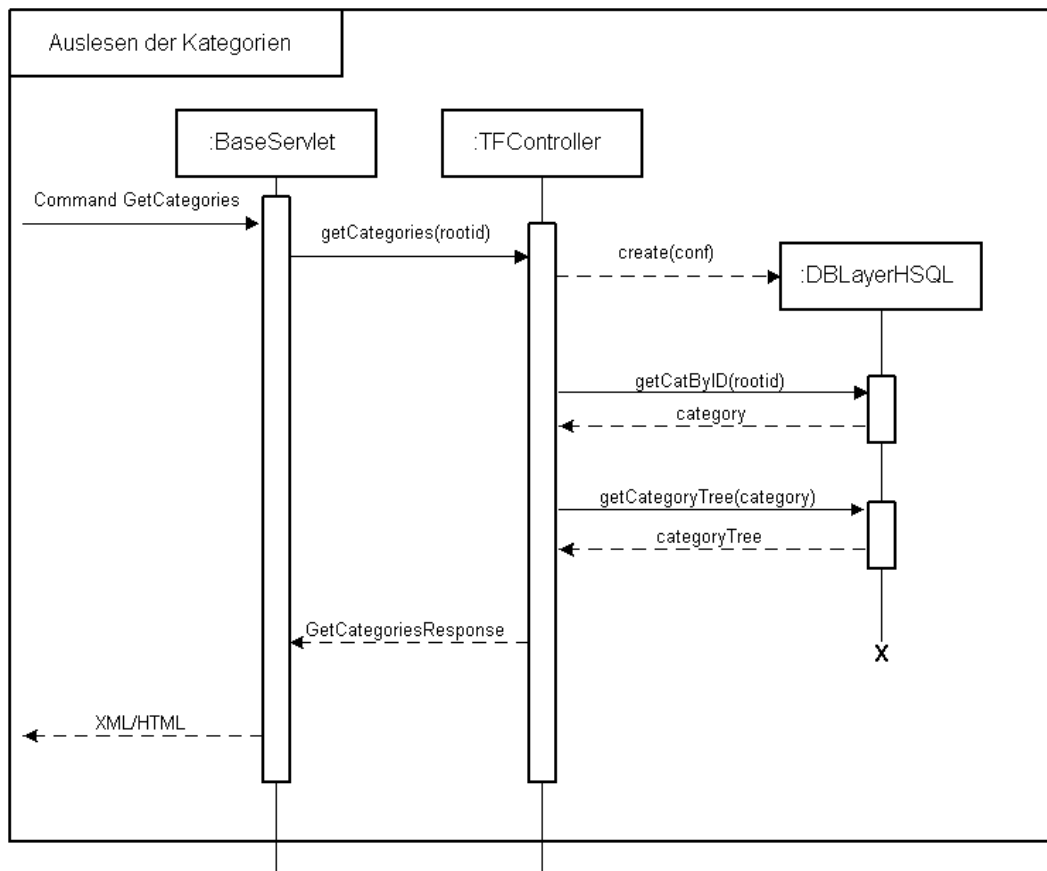 Auslesen der Kategorien
:BaseServlet
:TFController
Command GetCategories
getCategories(rootid)
create(conf)
:DBLayerHSQL
getCatByID(rootid)
category
getCategoryTree(category)
categoryTree
GetCategoriesResponse
X
XML/HTML